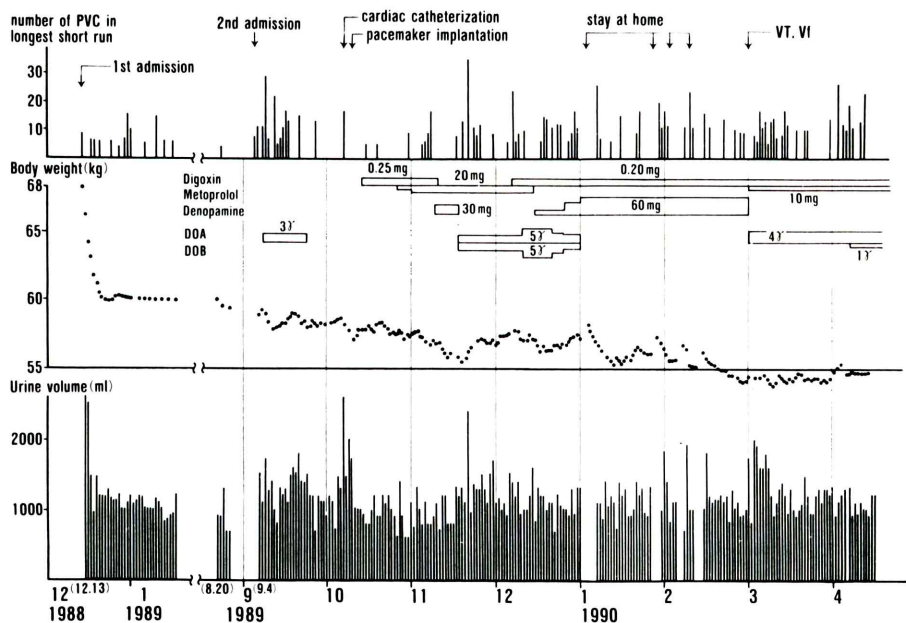 number of PVC in
longest short run
2nd admission
cardiac catheterization
pacemaker implantation
stay at home
VT. Vf
1st admission
30
20
10
Body weight(kg)
68
65
60
55
Digoxin
0.25 mg
20 mg
0.20 mg
Metoprolol
10 mg
Denopamine
30 mg
60 mg
DOA
3γ
5γ
4γ
DOB
5γ
1γ
Urine volume(ml)
2000
1000
0
12 (12.13) 1 (8.20) 9 (9.4) 10 11 12 1 2 3 4
1988 1989 1989 1990